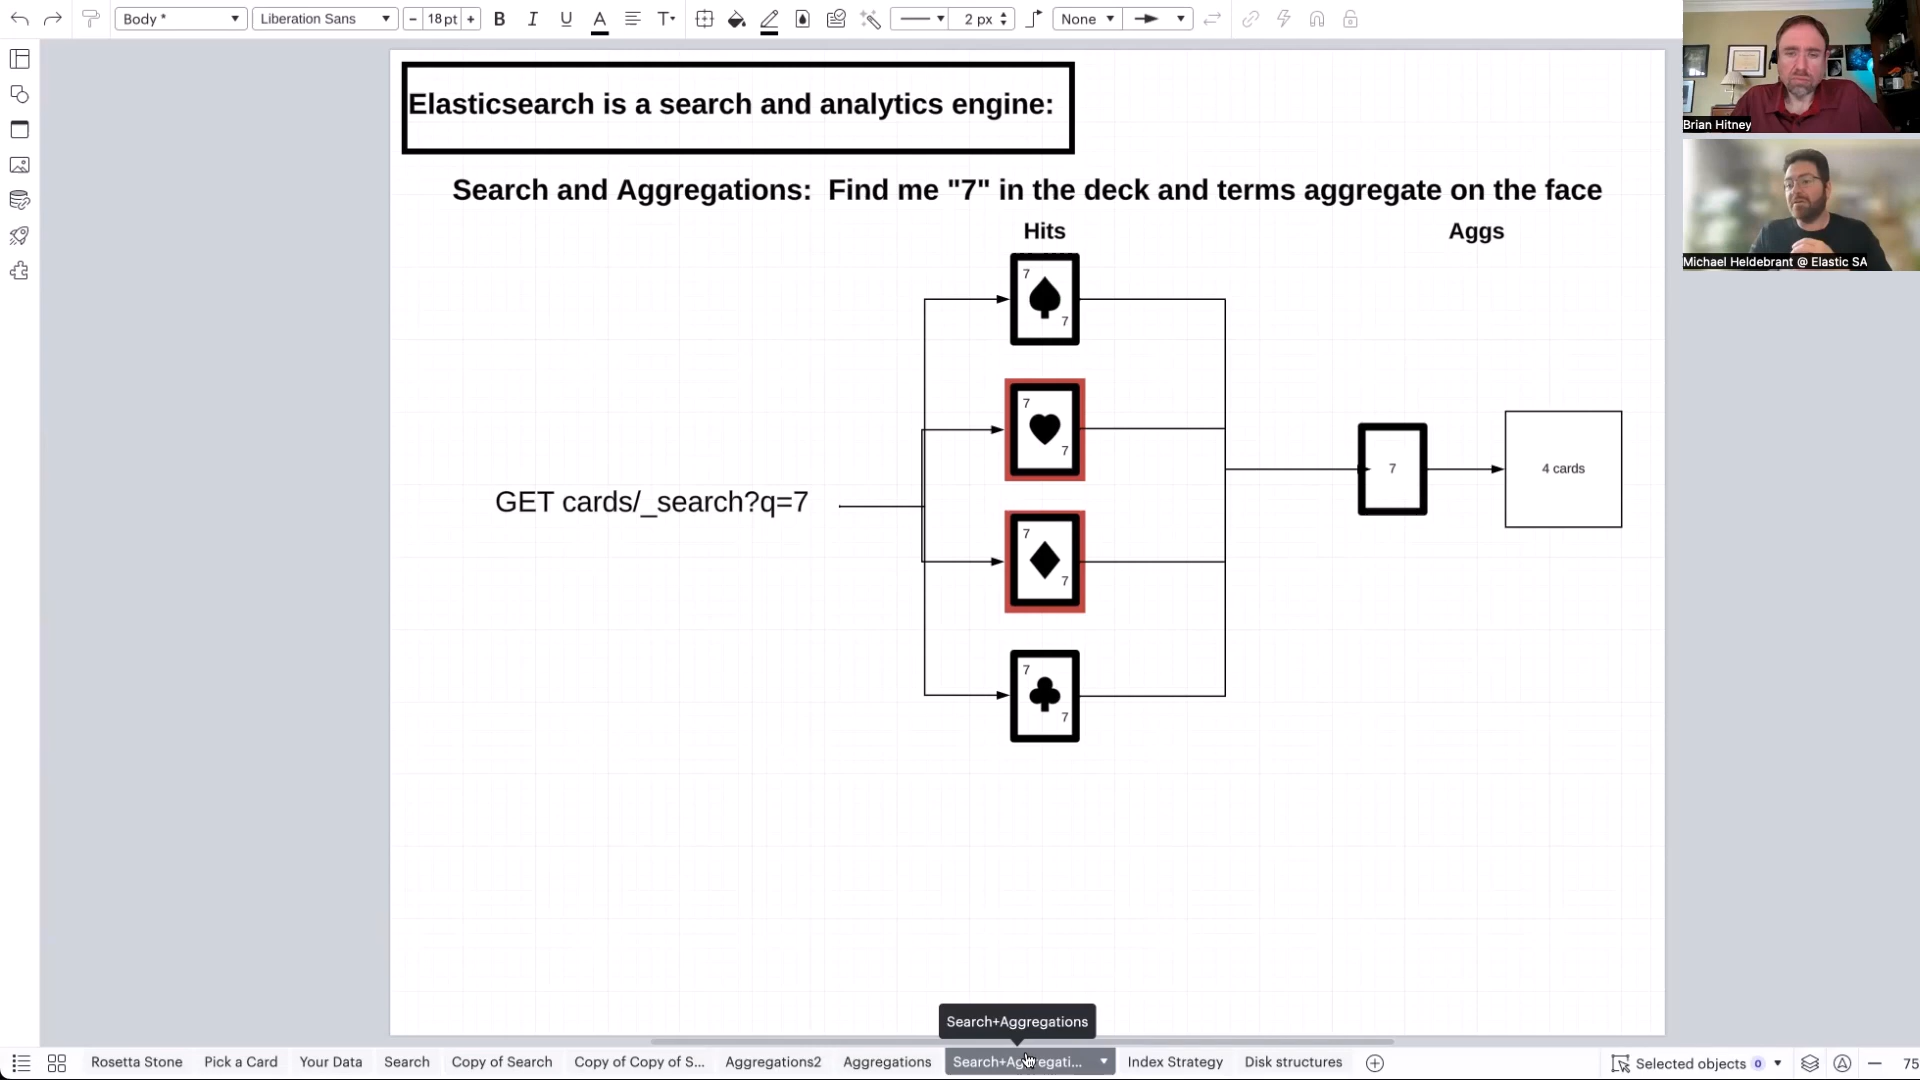 Body *
Liberation Sans
18 pt
B
I
U
A
T
2 px
None
Brian Hitney
Michael Heldebrant @ Elastic SA
Elasticsearch is a search and analytics engine:
Search and Aggregations: Find me "7" in the deck and terms aggregate on the face
Hits
Aggs
7
7
7
7
7
4 cards
GET cards/_search?q=7
7
7
7
7
Search+Aggregations
Rosetta Stone
Pick a Card
Your Data
Search
Copy of Search
Copy of Copy of S...
Aggregations2
Aggregations
Search+Aggregati...
Index Strategy
Disk structures
Selected objects
0
75